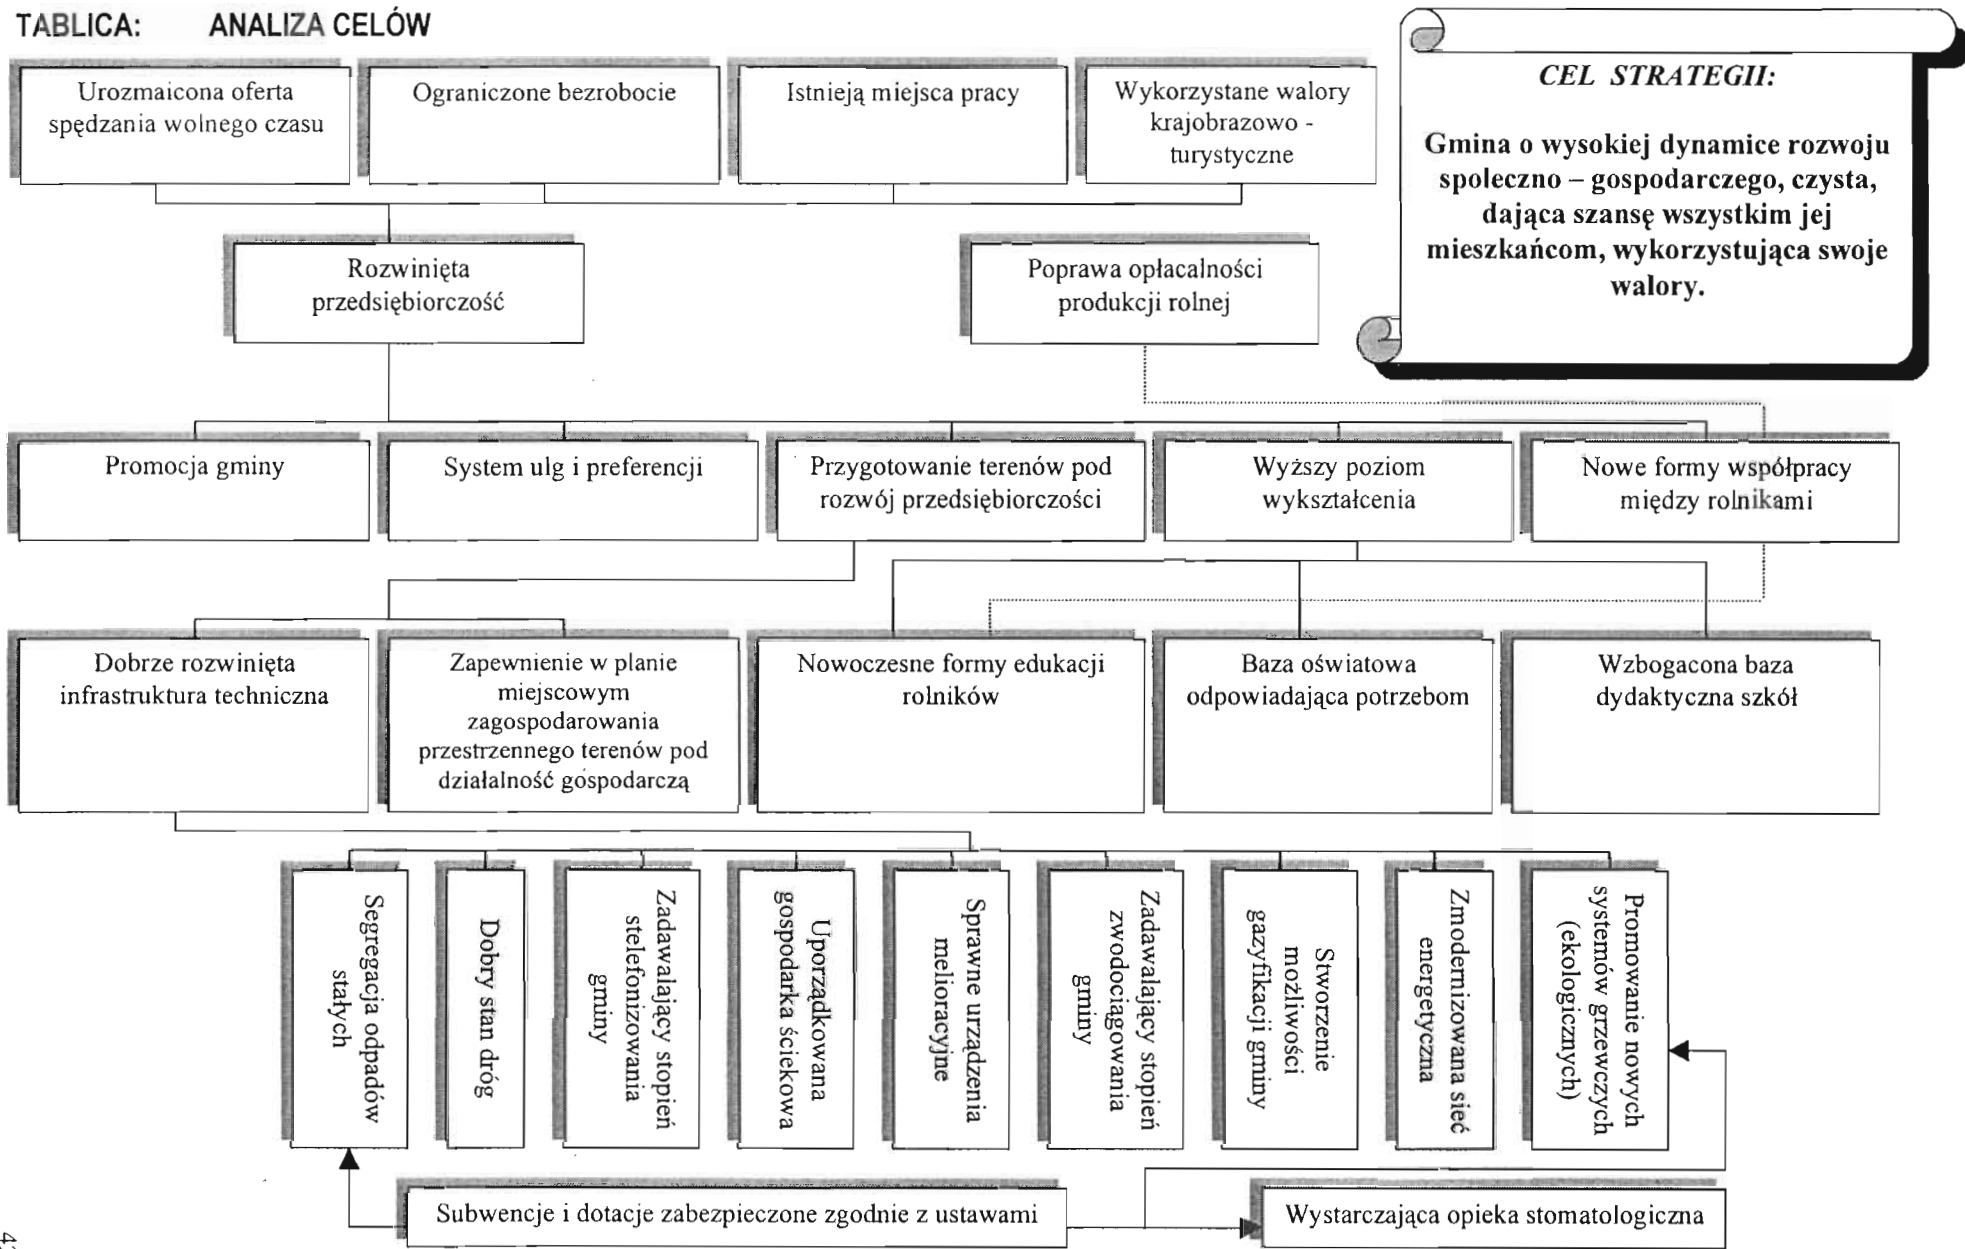 TABLICA: ANALIZA CELÓW
Urozmaicona oferta
spędzania wolnego czasu
Ograniczone bezrobocie
Istnieją miejsca pracy
Wykorzystane walory
krajobrazowo -
turystyczne
CEL STRATEGII:
Gmina o wysokiej dynamice rozwoju
spoleczno – gospodarczego, czysta,
dająca szansę wszystkim jej
mieszkańcom, wykorzystująca swoje
walory.
Rozwinięta
przedsiębiorczość
Poprawa opłacalności
produkcji rolnej
Promocja gminy
System ulg i preferencji
Przygotowanie terenów pod
rozwój przedsiębiorczości
Wyższy poziom
wykształcenia
Nowe formy współpracy
między rolnikami
Dobrze rozwinięta
infrastruktura techniczna
Zapewnienie w planie
miejscowym
zagospodarowania
przestrzennego terenów pod
działalność gospodarczą
Nowoczesne formy edukacji
rolników
Baza oświatowa
odpowiadająca potrzebom
Wzbogacona baza
dydaktyczna szkół
Segregacja odpadów
stałych
Dobry stan dróg
Zadawalający stopień
stelefonizowania
gminy
Uporządkowana
gospodarka ściekowa
Sprawne urządzenia
melioracyjne
Zadawalający stopień
zwodociągowania
gminy
Stworzenie
możliwości
gazyfikacji gminy
Zmodernizowana sieć
energetyczna
Promowanie nowych
systemów grzewczych
(ekologicznych)
Subwencje i dotacje zabezpieczone zgodnie z ustawami
Wystarczająca opieka stomatologiczna